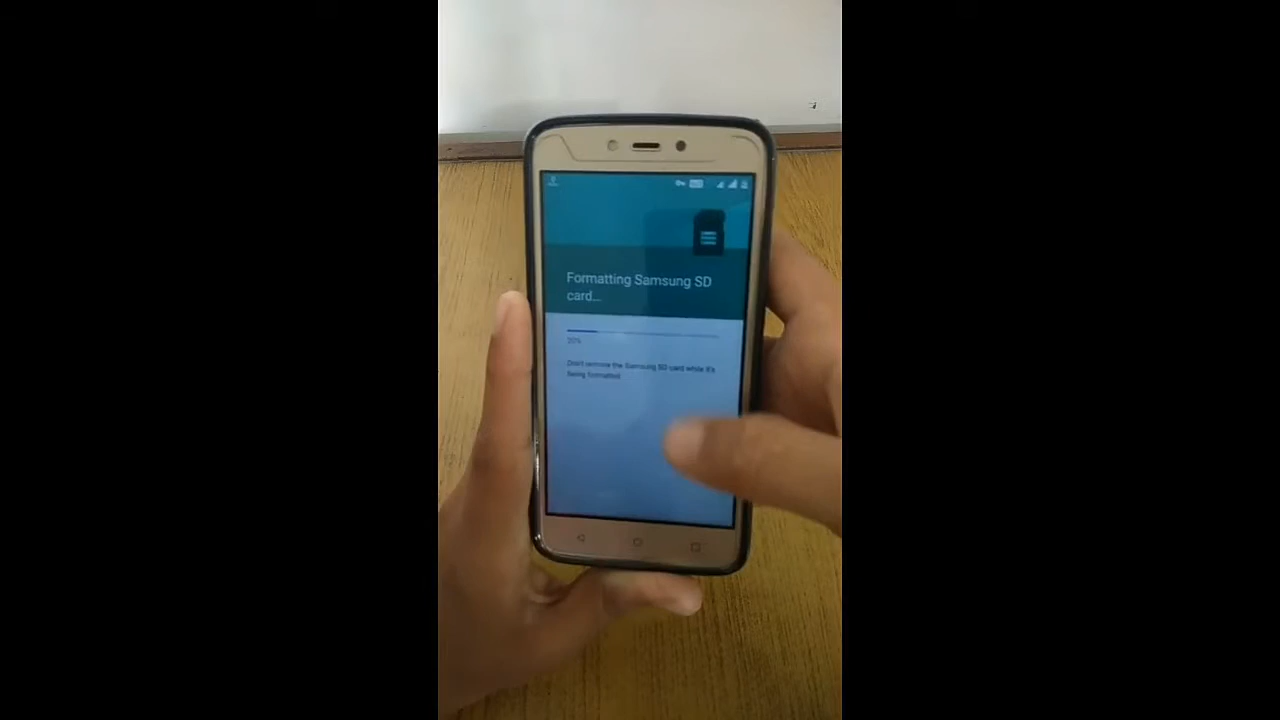 Formatting Samsung SD
card...
20%
Don't remove the Samsung SD card while it's
being formatted